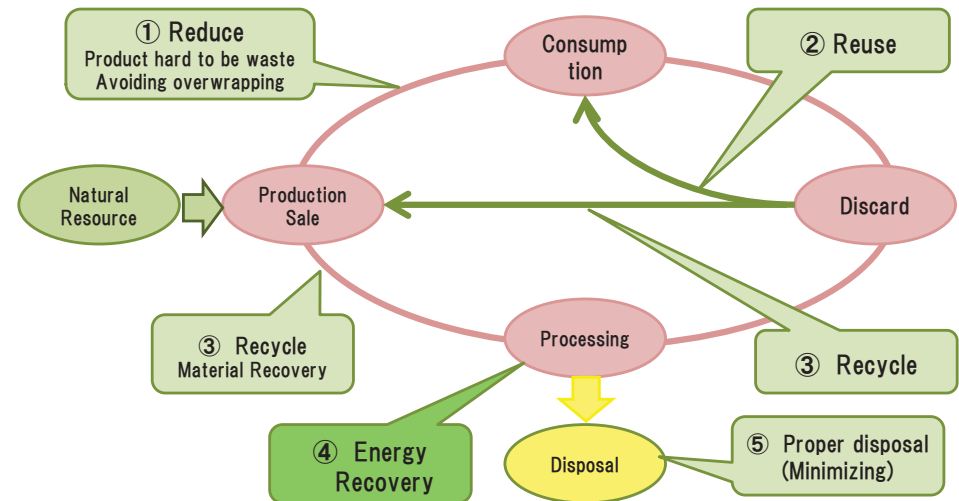 ① Reduce
Product hard to be waste
Avoiding overwrapping
Consump
tion
② Reuse
Natural
Resource
Production
Sale
Discard
③ Recycle
Material Recovery
Processing
③ Recycle
④ Energy
Recovery
Disposal
⑤ Proper disposal
(Minimizing)